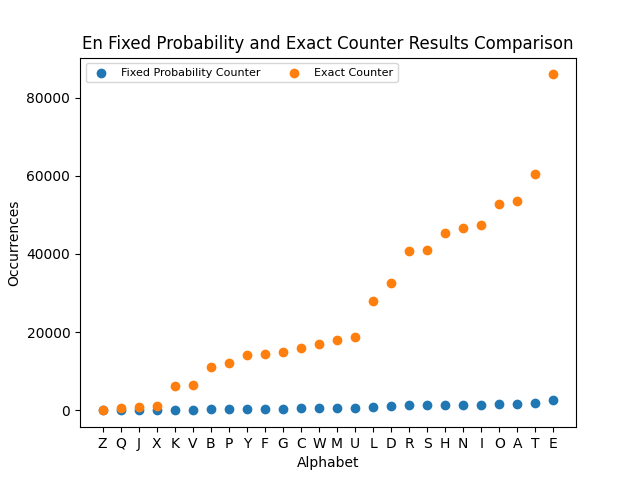 En Fixed Probability and Exact Counter Results Comparison
Fixed Probability Counter Exact Counter
80000
60000
40000
20000
0
Occurrences
Z Q J X K V B P Y F G C W M U L D R S H N I O A T E
Alphabet